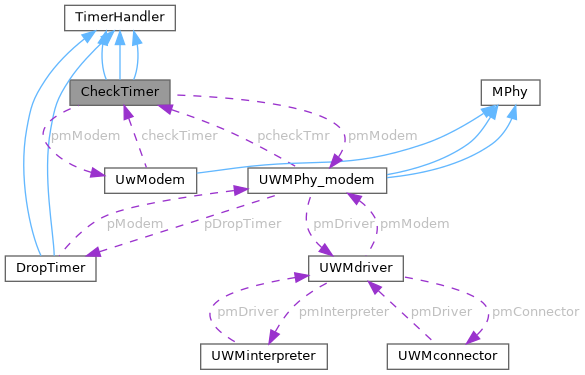 TimerHandler
CheckTimer
MPhy
pmModem
checkTimer
pcheckTmr
pmModem
UwModem
UWMPhy_modem
pModem
pDropTimer
pmDriver
pmModem
DropTimer
UWMdriver
pmDriver
pmInterpreter
pmDriver
pmConnector
UWMinterpreter
UWMconnector